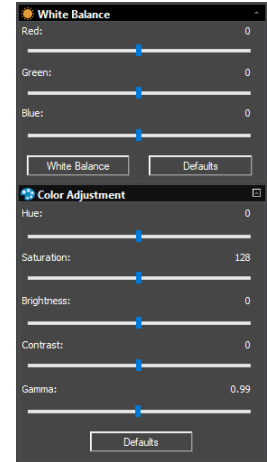 White Balance
Red: 0
Green: 0
Blue: 0
White Balance Defaults
Color Adjustment
Hue: 0
Saturation: 128
Brightness: 0
Contrast: 0
Gamma: 0.99
Defaults